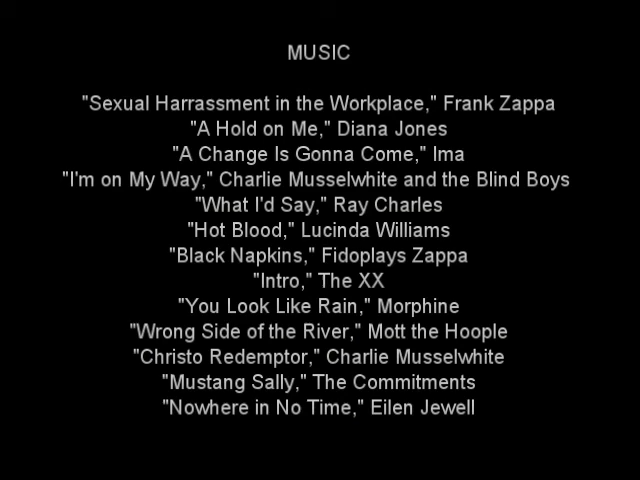 MUSIC
"Sexual Harrassment in the Workplace," Frank Zappa
"A Hold on Me," Diana Jones
"A Change Is Gonna Come," Ima
"I'm on My Way," Charlie Musselwhite and the Blind Boys
"What I'd Say," Ray Charles
"Hot Blood," Lucinda Williams
"Black Napkins," Fidoplays Zappa
"Intro," The XX
"You Look Like Rain," Morphine
"Wrong Side of the River," Mott the Hoople
"Christo Redemptor," Charlie Musselwhite
"Mustang Sally," The Commitments
"Nowhere in No Time," Eilen Jewell